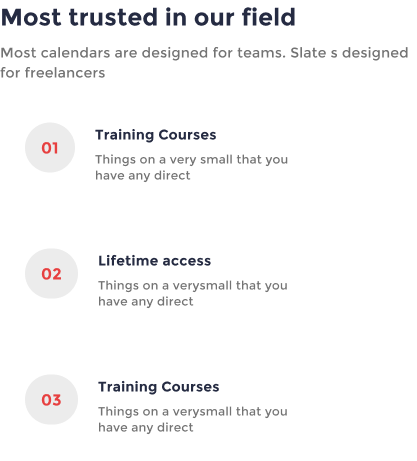 Most trusted in our field
Most calendars are designed for teams. Slate s designed
for freelancers
01
Training Courses
Things on a very small that you
have any direct
02
Lifetime access
Things on a verysmall that you
have any direct
03
Training Courses
Things on a verysmall that you
have any direct